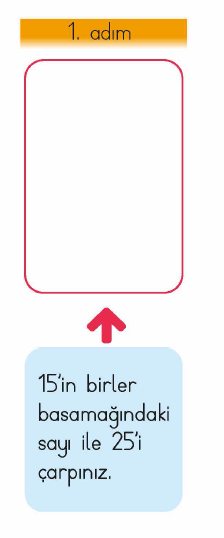 1. adım
15'in birler
basamağındaki
sayı ile 25'i
çarpınız.